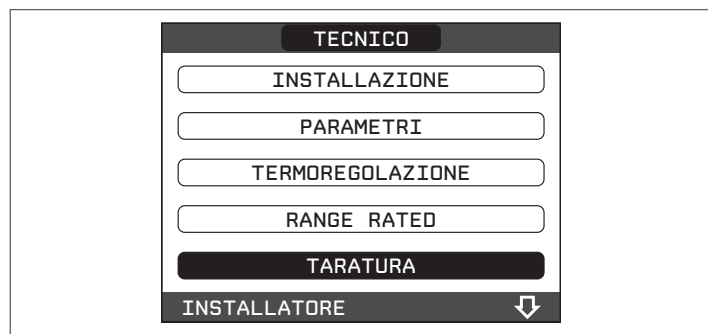 TECNICO
INSTALLAZIONE
PARAMETRI
TERMOREGOLAZIONE
RANGE RATED
TARATURA
INSTALLATORE